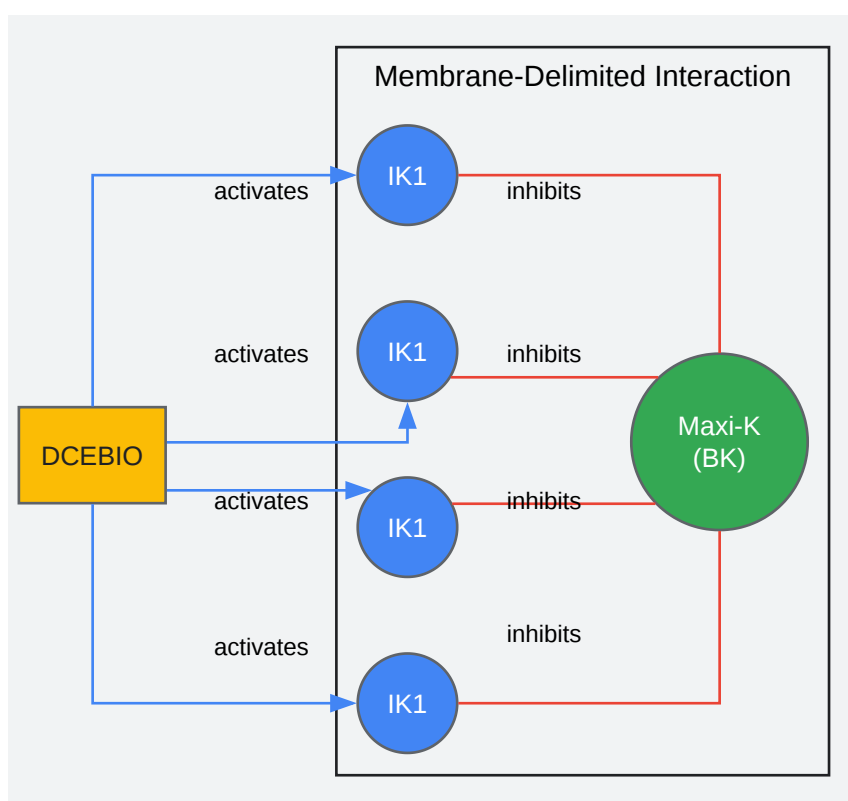 Membrane-Delimited Interaction
IK1
activates
inhibits
IK1
activates
inhibits
Maxi-K
(BK)
DCEBIO
activates
inhibits
IK1
inhibits
activates
IK1